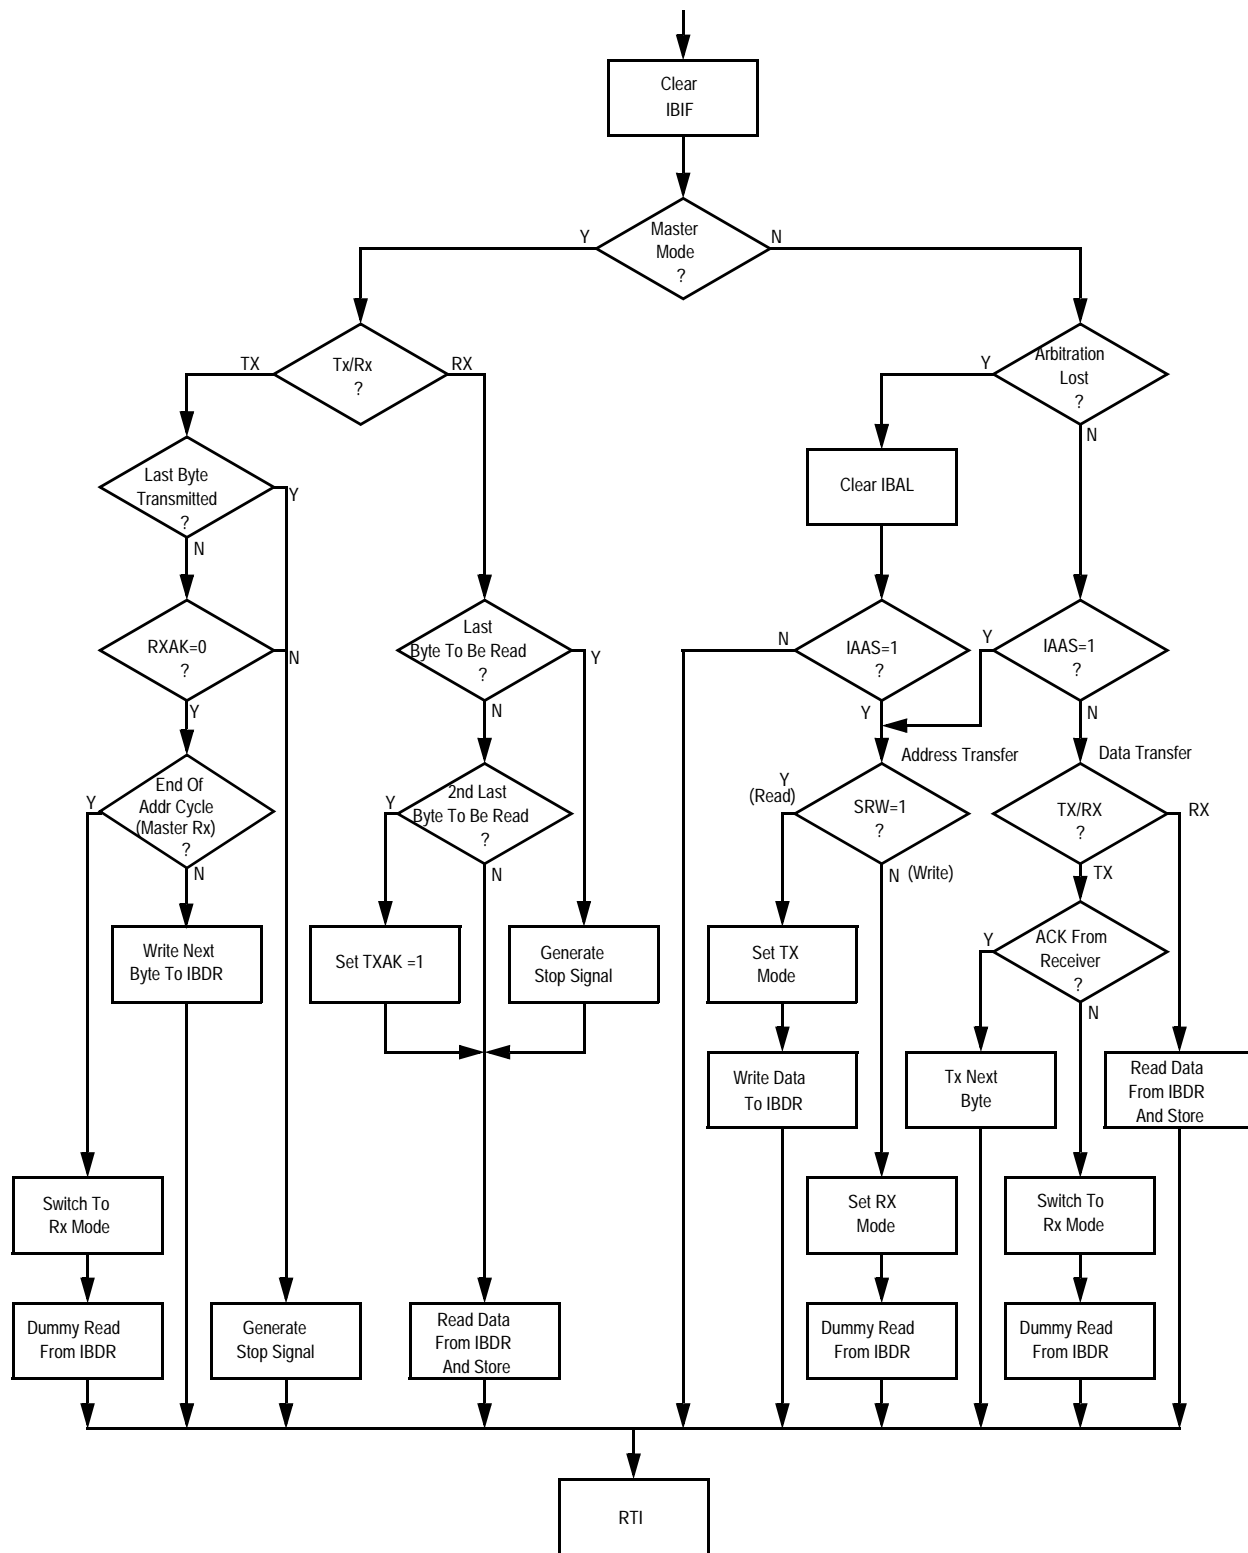 Clear
IBIF
Master
Mode
?
Y
N
Tx/Rx
?
TX
RX
Arbitration
Lost
?
Y
N
Last Byte
Transmitted
?
Y
N
Clear IBAL
RXAK=0
?
N
Y
Last
Byte To Be Read
?
Y
N
IAAS=1
?
N
Y
IAAS=1
?
Y
N
Address Transfer
Data Transfer
End Of
Addr Cycle
(Master Rx)
?
Y
N
2nd Last
Byte To Be Read
?
Y
N
Y
(Read)
SRW=1
?
N (Write)
TX/RX
?
RX
TX
Write Next
Byte To IBDR
Set TXAK =1
Generate
Stop Signal
Set TX
Mode
ACK From
Receiver
?
Y
N
Write Data
To IBDR
Tx Next
Byte
Read Data
From IBDR
And Store
Switch To
Rx Mode
Set RX
Mode
Switch To
Rx Mode
Dummy Read
From IBDR
Generate
Stop Signal
Read Data
From IBDR
And Store
Dummy Read
From IBDR
Dummy Read
From IBDR
RTI